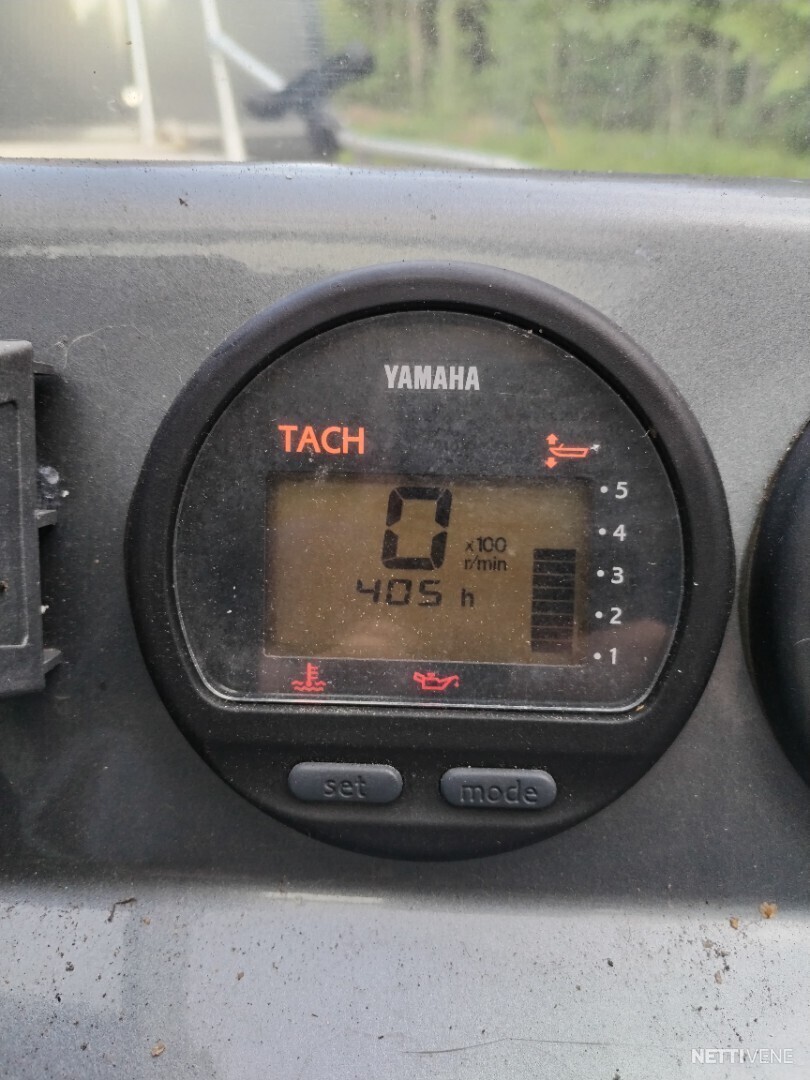 YAMAHA
TACH
5
0 x100 r/min
4
405 h
3
2
1
set mode
NETTIVENE